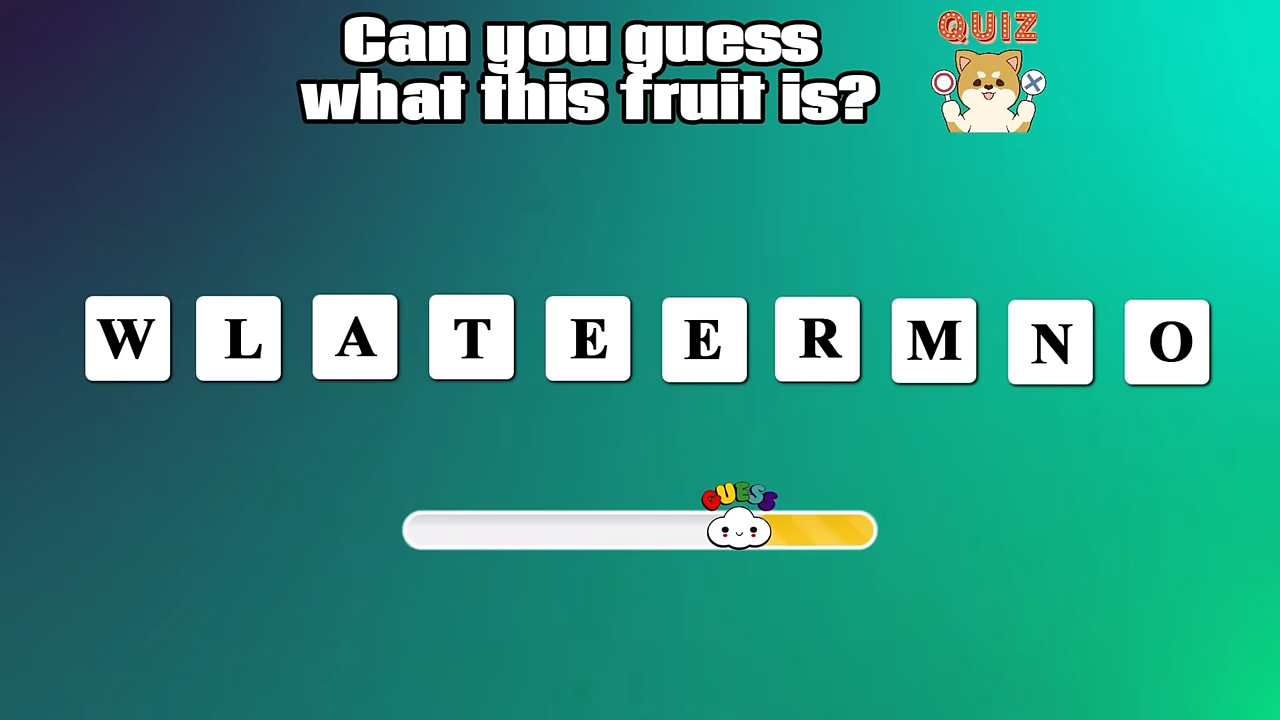 Can you guess
what this fruit is?
QUIZ
W L A T E E R M N O
GUESS